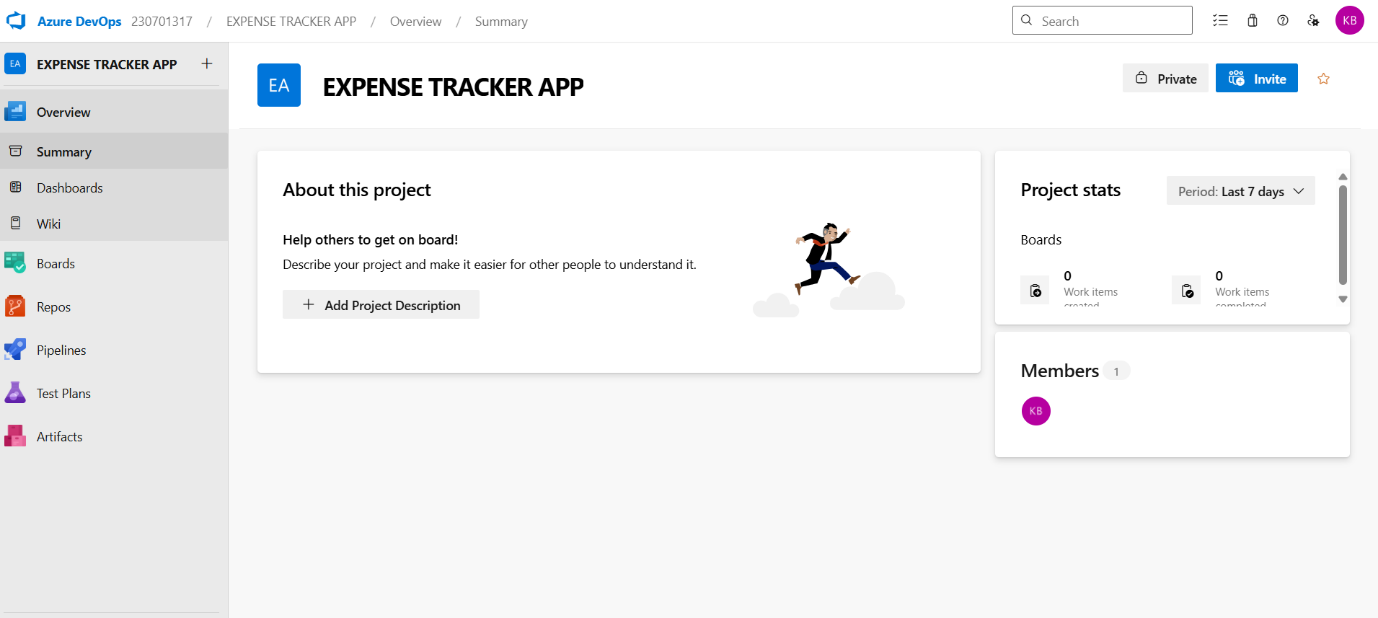 Azure DevOps 230701317 / EXPENSE TRACKER APP / Overview / Summary
Search
KB
EA EXPENSE TRACKER APP +
Overview
Summary
Dashboards
Wiki
Boards
Repos
Pipelines
Test Plans
Artifacts
EA EXPENSE TRACKER APP
Private
Invite
About this project
Help others to get on board!
Describe your project and make it easier for other people to understand it.
+ Add Project Description
Project stats
Period: Last 7 days
Boards
0
Work items
created
0
Work items
completed
Members 1
KB